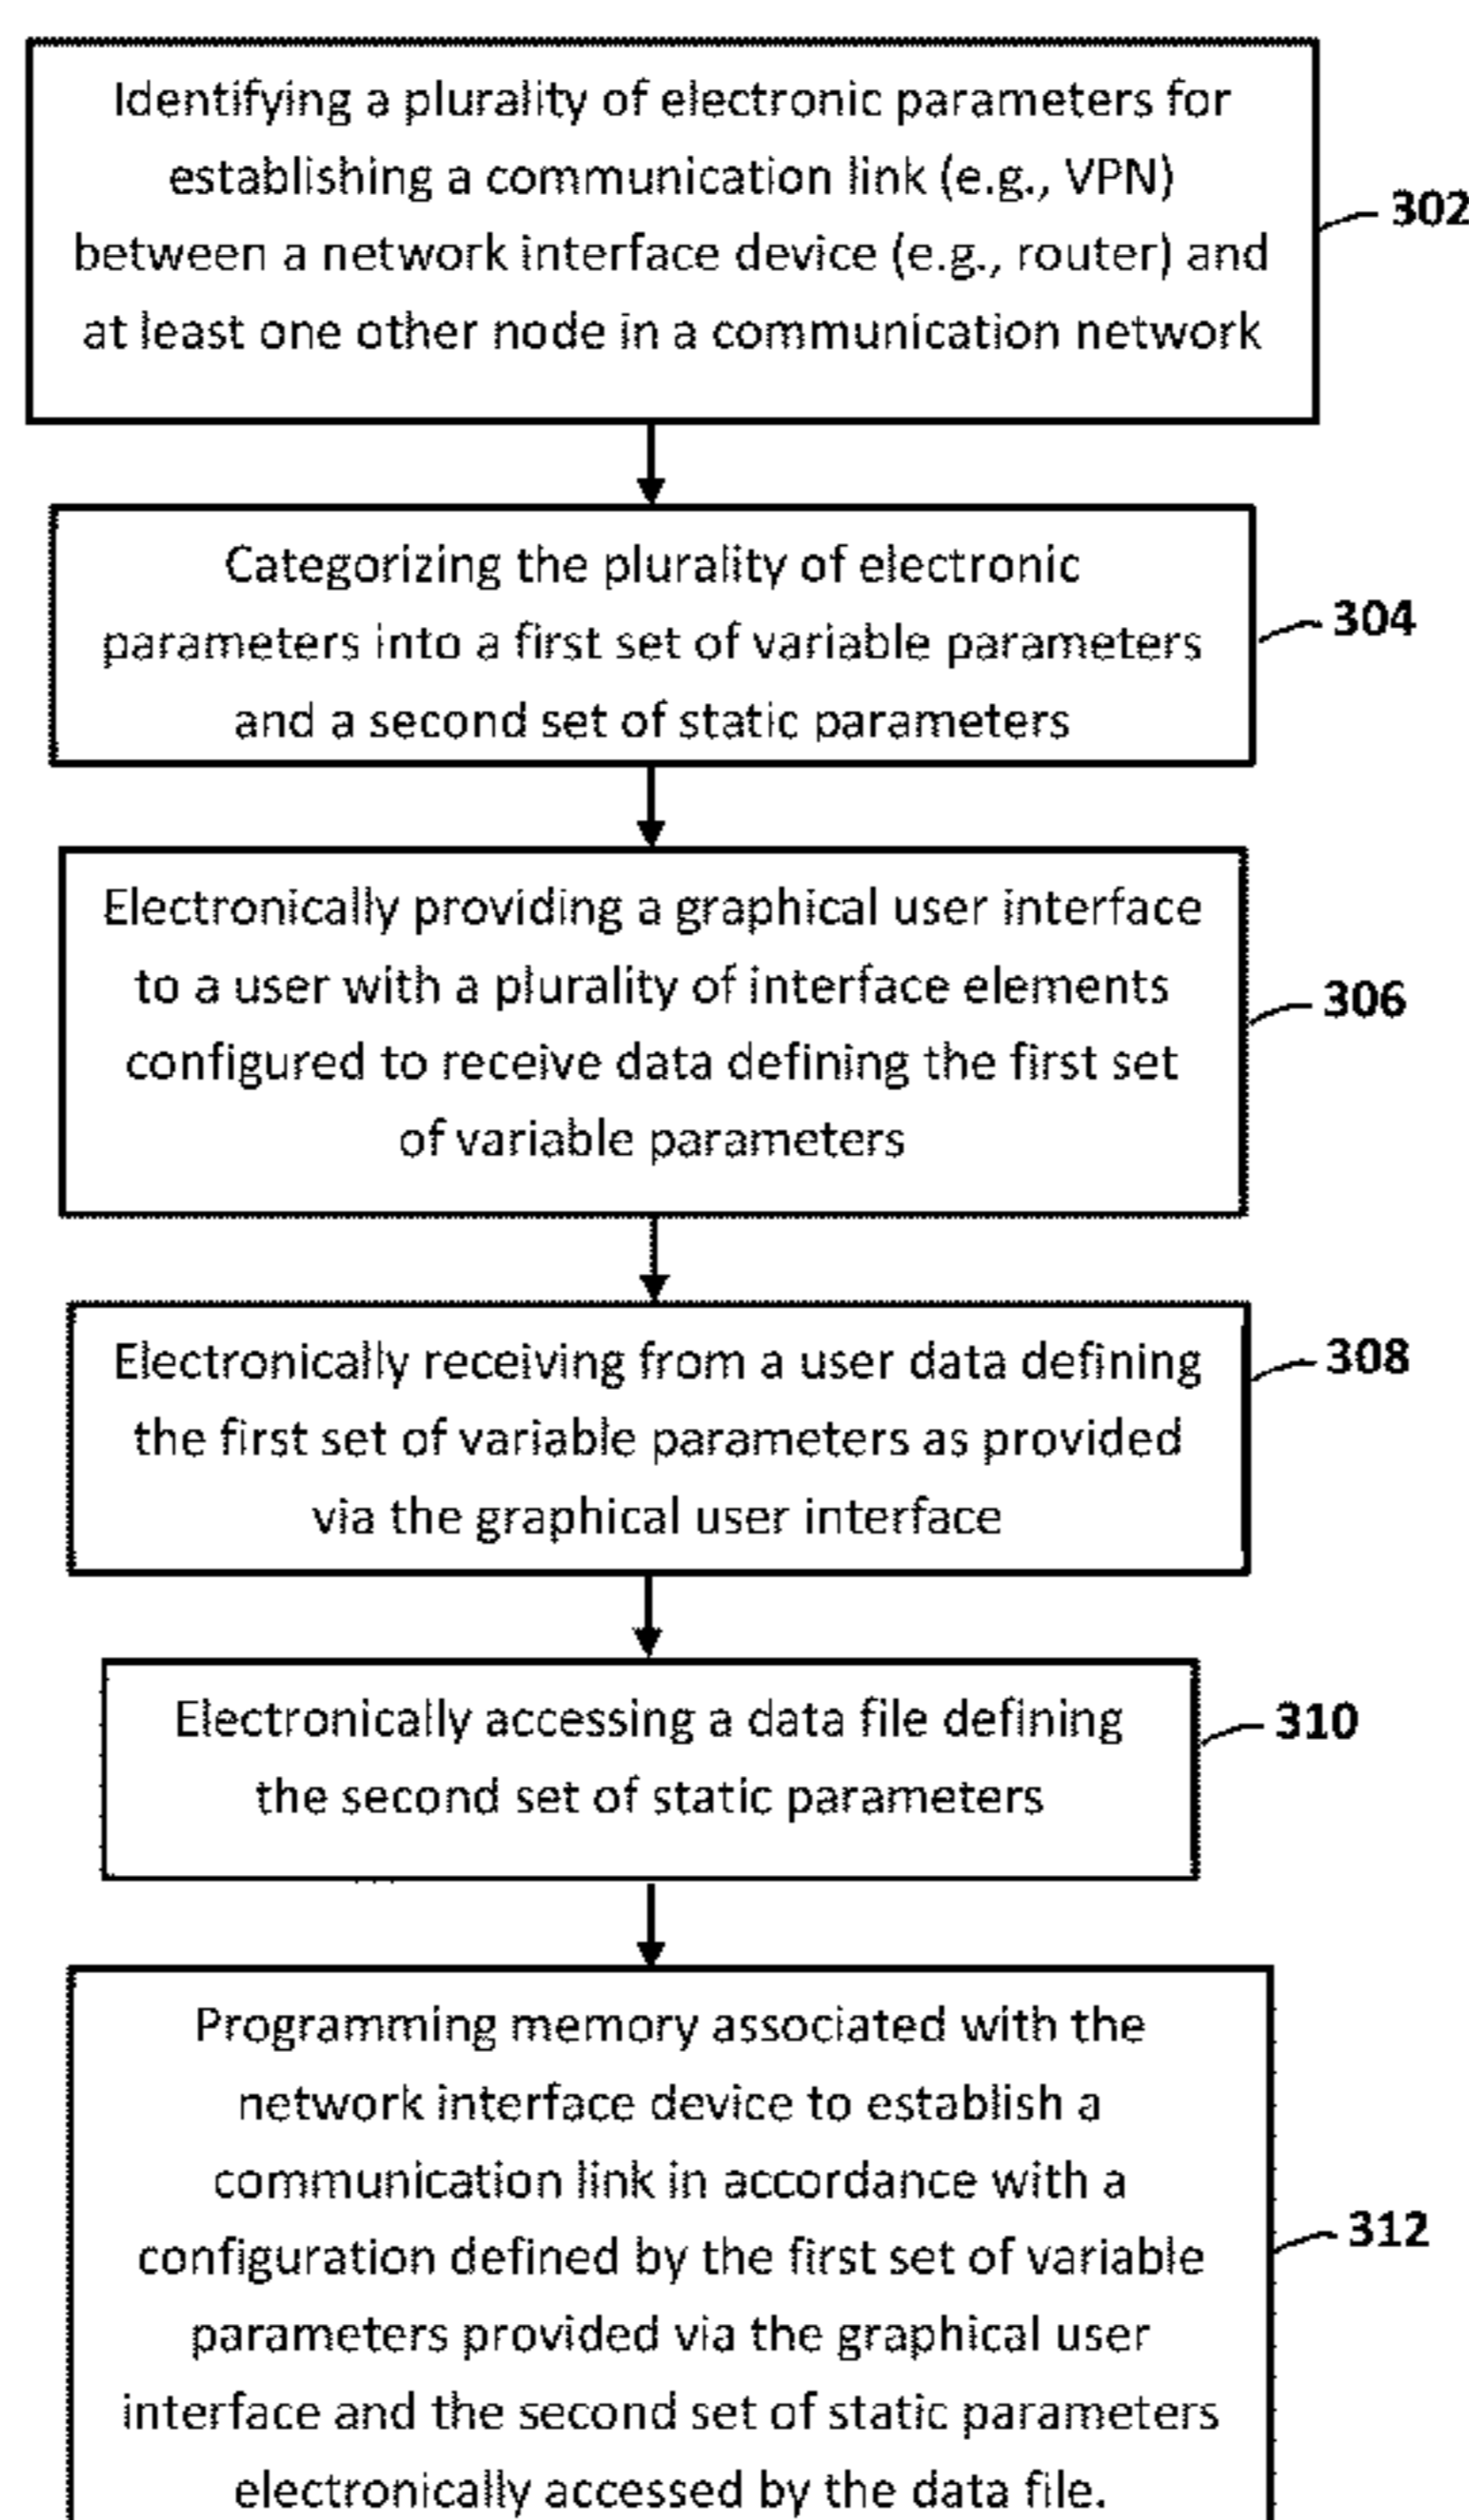 Identifying a plurality of electronic parameters for
establishing a communication link (e.g., VPN)
between a network interface device (e.g., router) and
at least one other node in a communication network
302
Categorizing the plurality of electronic
parameters into a first set of variable parameters
and a second set of static parameters
304
Electronically providing a graphical user interface
to a user with a plurality of interface elements
configured to receive data defining the first set
of variable parameters
306
Electronically receiving from a user data defining
the first set of variable parameters as provided
via the graphical user interface
308
Electronically accessing a data file defining
the second set of static parameters
310
Programming memory associated with the
network interface device to establish a
communication link in accordance with a
configuration defined by the first set of variable
parameters provided via the graphical user
interface and the second set of static parameters
electronically accessed by the data file.
312